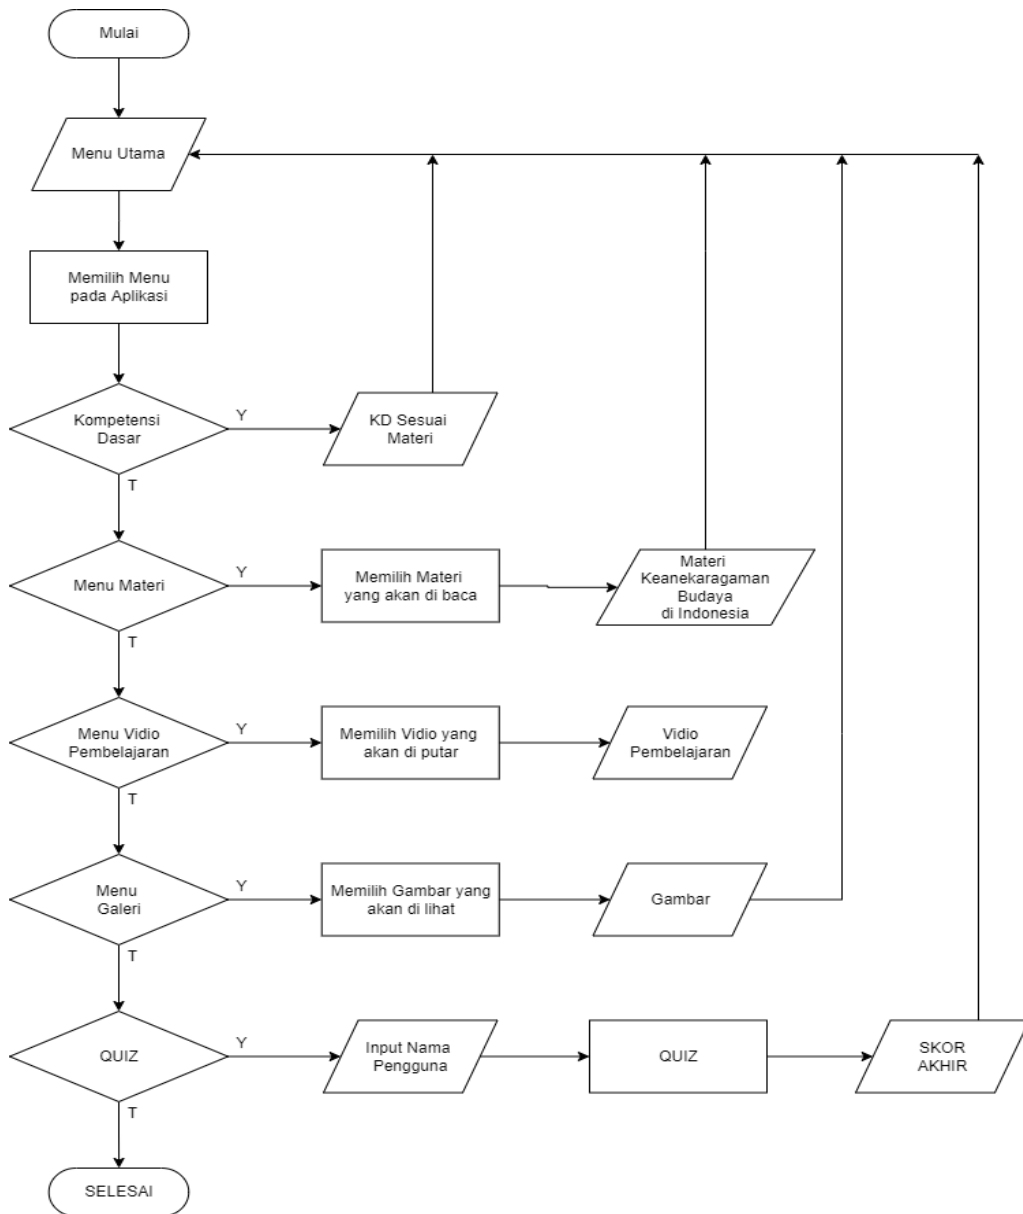 Mulai
Menu Utama
Memilih Menu
pada Aplikasi
Kompetensi
Dasar
Y
KD Sesuai
Materi
T
Menu Materi
Y
Memilih Materi
yang akan di baca
Materi
Keanekaragaman
Budaya
di Indonesia
T
Menu Vidio
Pembelajaran
Y
Memilih Vidio yang
akan di putar
Vidio
Pembelajaran
T
Menu
Galeri
Y
Memilih Gambar yang
akan di lihat
Gambar
T
QUIZ
Y
Input Nama
Pengguna
QUIZ
SKOR
AKHIR
T
SELESAI